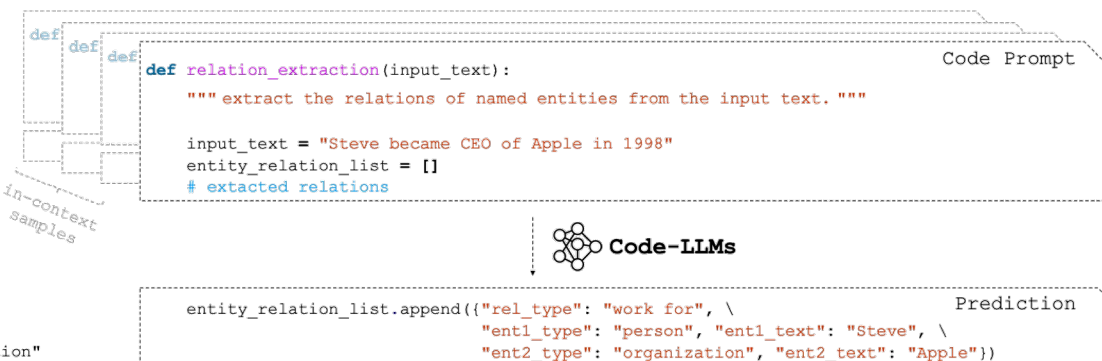 def
def
def
Code Prompt
def relation_extraction(input_text):
""" extract the relations of named entities from the input text. """
input_text = "Steve became CEO of Apple in 1998"
entity_relation_list = []
# extacted relations
in-context
samples
Code-LLMs
Prediction
entity_relation_list.append({"rel_type": "work for", \
"ent1_type": "person", "ent1_text": "Steve", \
"ent2_type": "organization", "ent2_text": "Apple"})
ion"